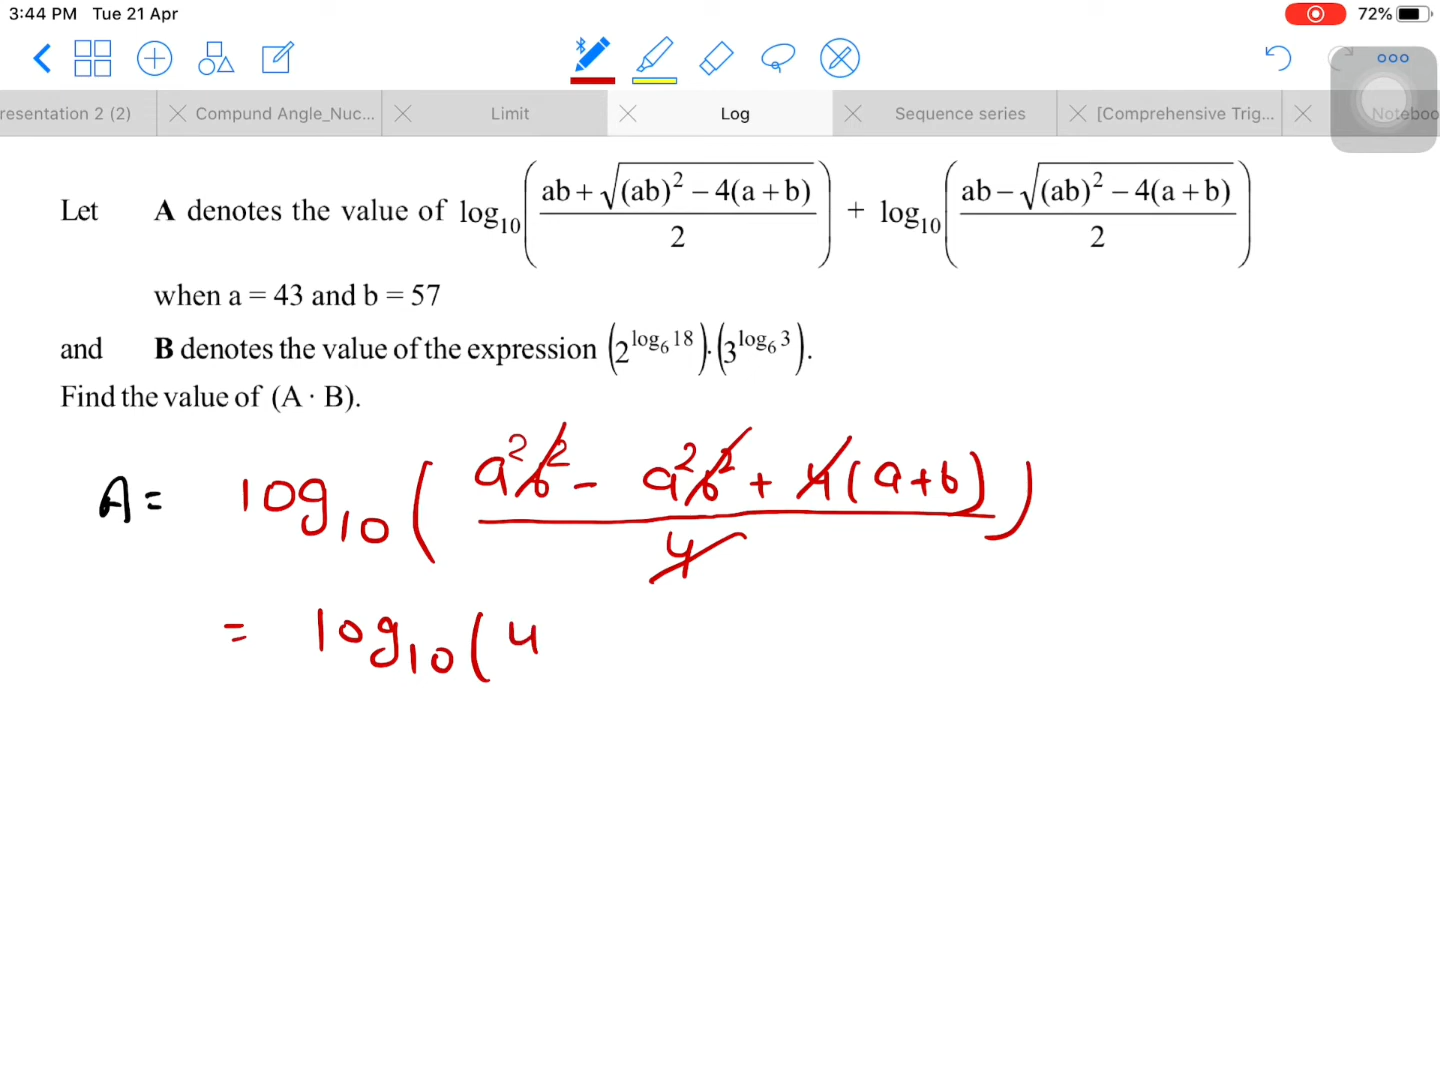 3:44 PM Tue 21 Apr 72%
resentation 2 (2) Compund Angle_Nuc... Limit Log Sequence series [Comprehensive Trig... Noteboo
Let A denotes the value of log₁₀((ab + √((ab)² − 4(a + b)))/2) + log₁₀((ab − √((ab)² − 4(a + b)))/2)
when a = 43 and b = 57
and B denotes the value of the expression (2^(log₆ 18)).(3^(log₆ 3)).
Find the value of (A · B).
A = log₁₀((a²b² − a²b² + 4(a+b))/4)
= log₁₀(4